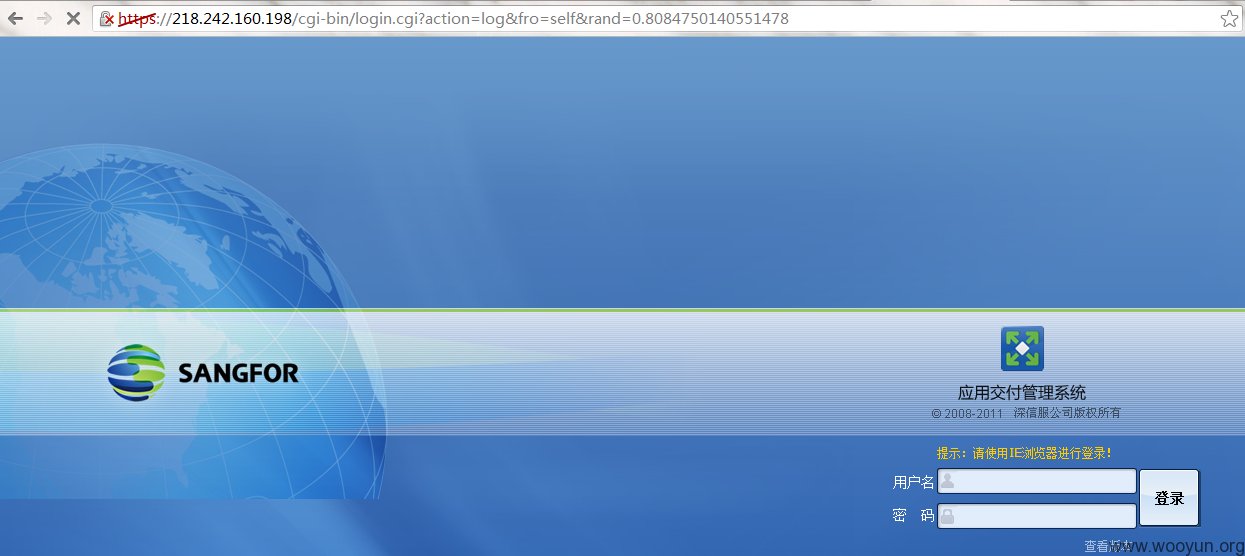 https://218.242.160.198/cgi-bin/login.cgi?action=log&fro=self&rand=0.8084750140551478
SANGFOR
应用交付管理系统
© 2008-2011 深信服公司版权所有
提示：请使用IE浏览器进行登录！
用户名
密 码
登录
查看版本
www.wooyun.org